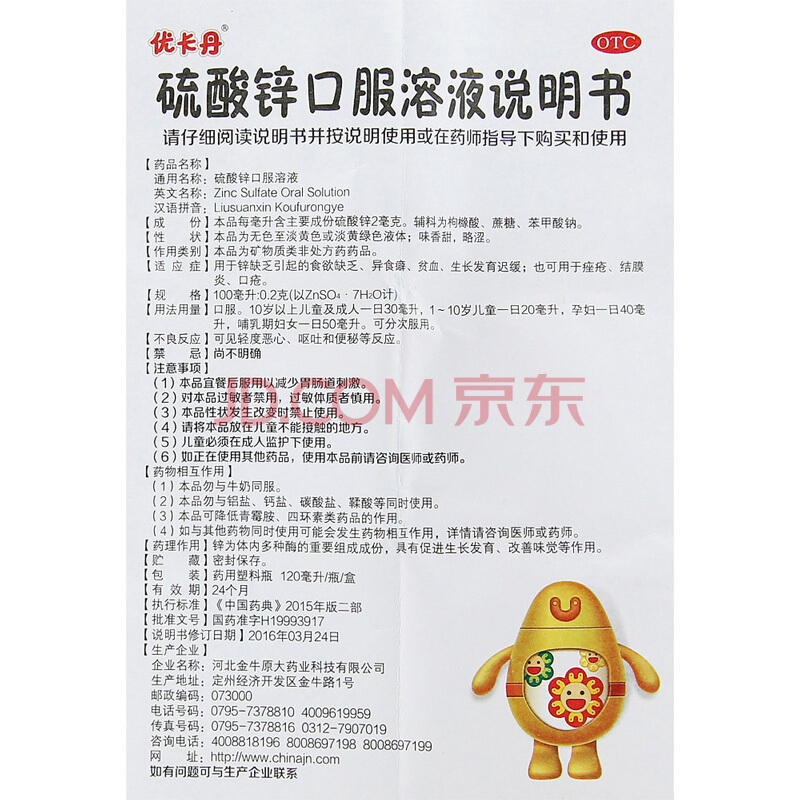 优卡丹®
OTC
硫酸锌口服溶液说明书
请仔细阅读说明书并按说明使用或在药师指导下购买和使用
【药品名称】
通用名称：硫酸锌口服溶液
英文名称：Zinc Sulfate Oral Solution
汉语拼音：Liusuanxin Koufurongye
【成　份】本品每毫升含主要成份硫酸锌2毫克。辅料为枸橼酸、蔗糖、苯甲酸钠。
【性　状】本品为无色至淡黄色或淡黄绿色液体；味香甜，略涩。
【作用类别】本品为矿物质类非处方药药品。
【适 应 症】用于锌缺乏引起的食欲缺乏、异食癖、贫血、生长发育迟缓；也可用于痤疮、结膜
炎、口疮。
【规　格】100毫升:0.2克(以ZnSO₄・7H₂O计)
【用法用量】口服。10岁以上儿童及成人一日30毫升，1~10岁儿童一日20毫升，孕妇一日40毫
升，哺乳期妇女一日50毫升。可分次服用。
【不良反应】可见轻度恶心、呕吐和便秘等反应。
【禁　忌】尚不明确
【注意事项】
（1）本品宜餐后服用以减少胃肠道刺激。
（2）对本品过敏者禁用，过敏体质者慎用。
（3）本品性状发生改变时禁止使用。
（4）请将本品放在儿童不能接触的地方。
（5）儿童必须在成人监护下使用。
（6）如正在使用其他药品，使用本品前请咨询医师或药师。
JD.COM 京东
【药物相互作用】
（1）本品勿与牛奶同服。
（2）本品勿与铝盐、钙盐、碳酸盐、鞣酸等同时使用。
（3）本品可降低青霉胺、四环素类药品的作用。
（4）如与其他药物同时使用可能会发生药物相互作用，详情请咨询医师或药师。
【药理作用】锌为体内多种酶的重要组成成份，具有促进生长发育、改善味觉等作用。
【贮　藏】密封保存。
【包　装】药用塑料瓶 120毫升/瓶/盒
【有 效 期】24个月
【执行标准】《中国药典》2015年版二部
【批准文号】国药准字H19993917
【说明书修订日期】2016年03月24日
【生产企业】
企业名称：河北金牛原大药业科技有限公司
生产地址：定州经济开发区金牛路1号
邮政编码：073000
电话号码：0795-7378810 4009619959
传真号码：0795-7378816 0312-7907019
咨询电话：4008818196 8008697198 8008697199
网　址：http://www.chinajn.com
如有问题可与生产企业联系